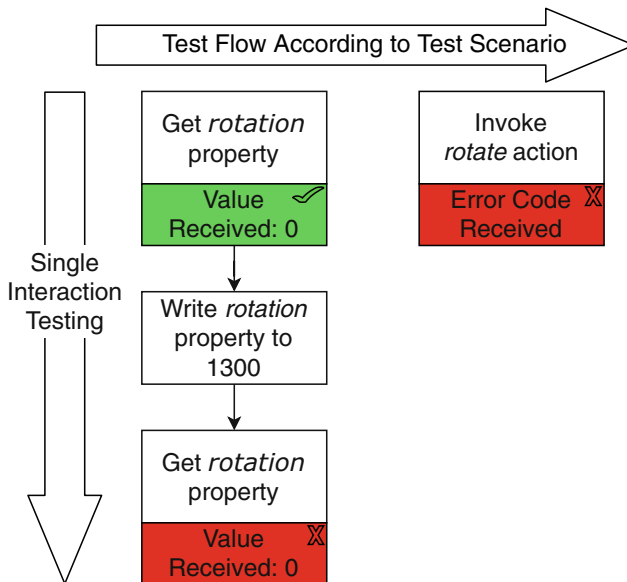 Test Flow According to Test Scenario
Get rotation
property
Value
Received: 0
Invoke
rotate action
Error Code
Received
X
Single
Interaction
Testing
Write rotation
property to
1300
Get rotation
property
Value
Received: 0
X